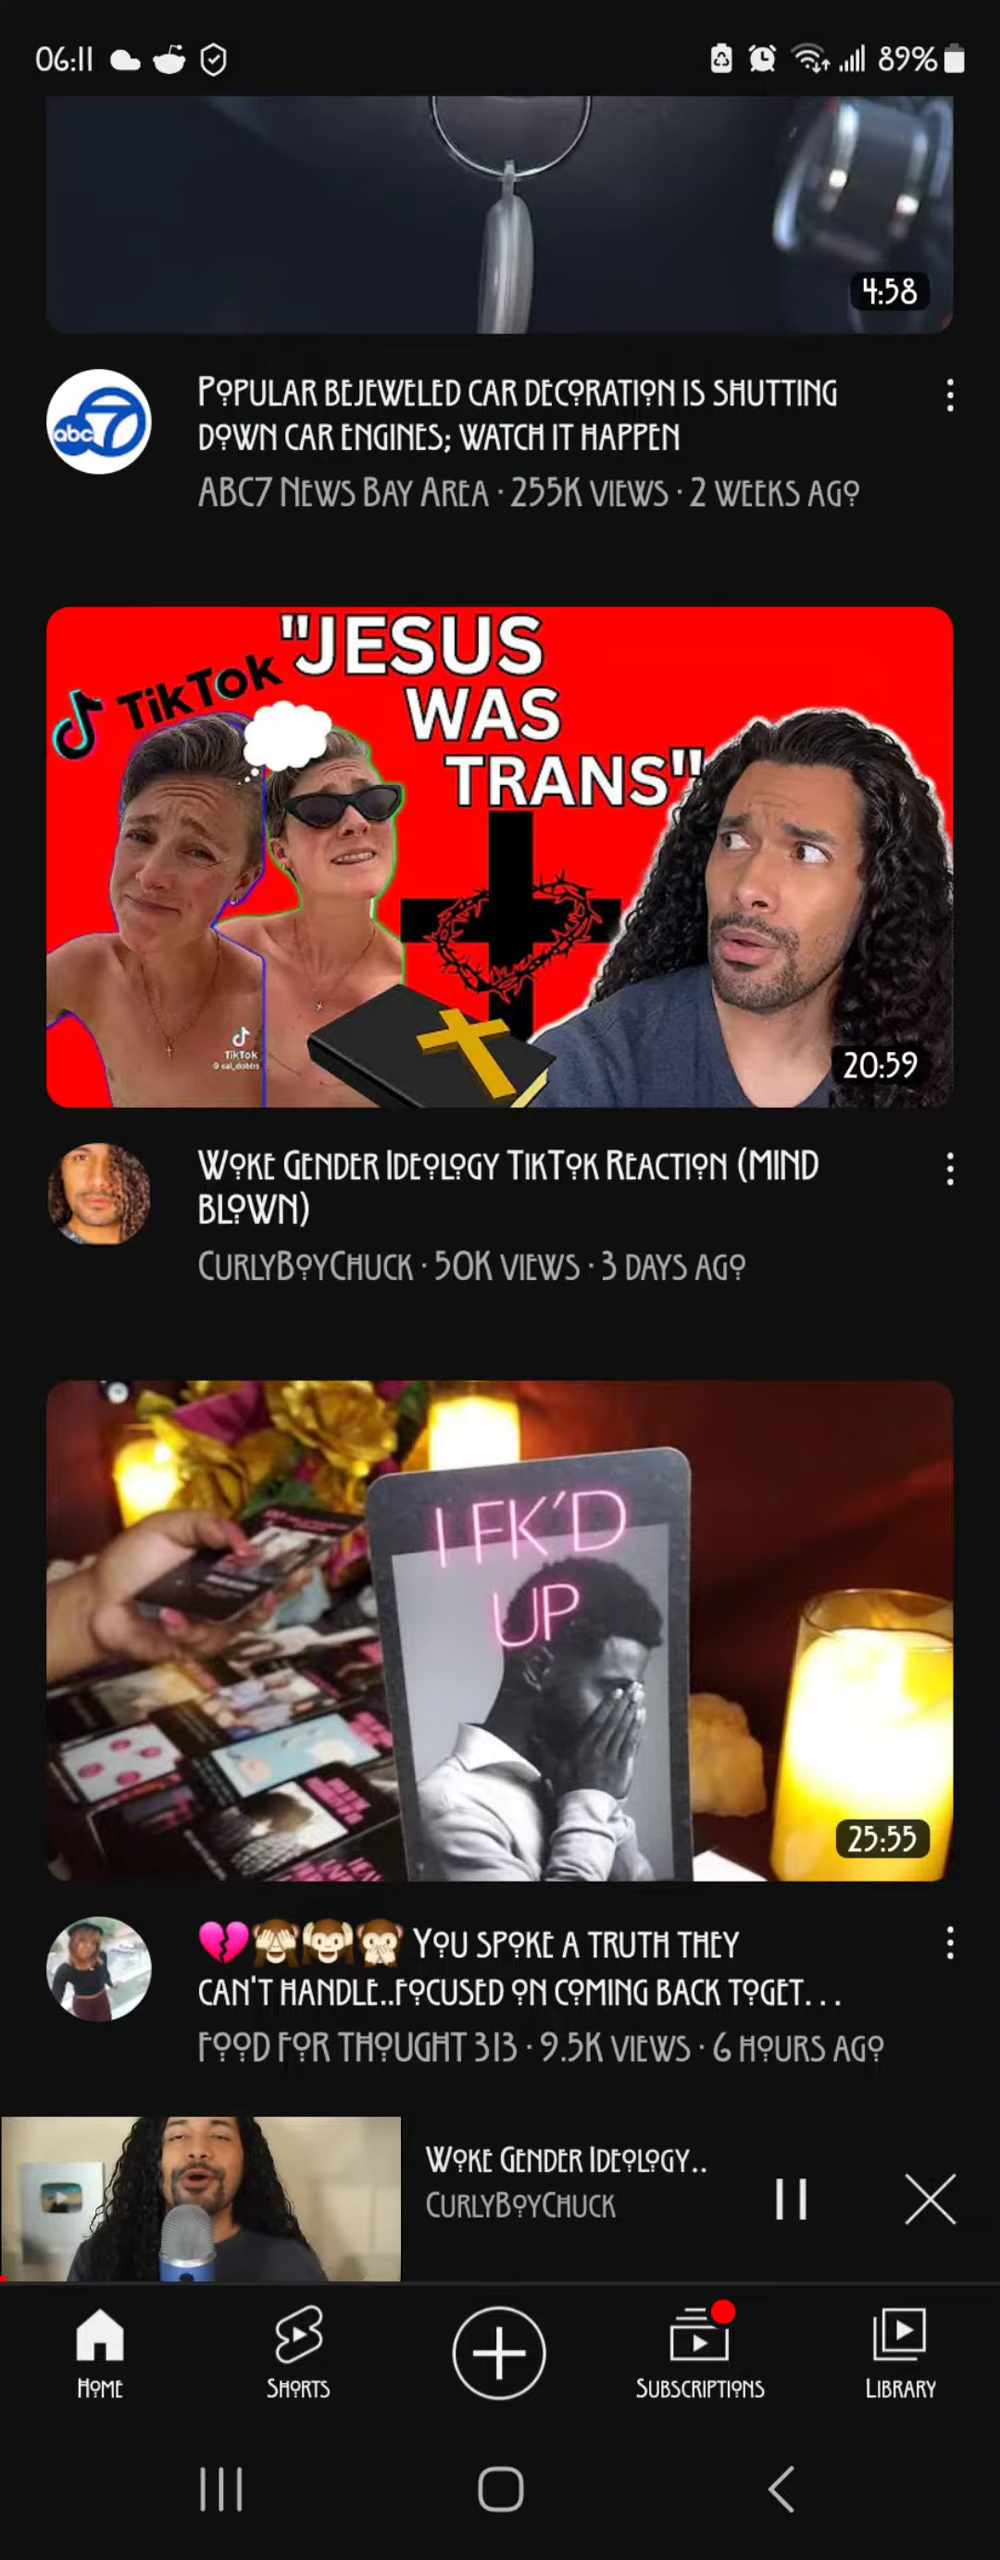 06:11
89%
4:58
abc 7
Popular bejeweled car decoration is shutting
down car engines; watch it happen
ABC7 News Bay Area · 255K views · 2 weeks ago
"JESUS
WAS
TRANS"
TikTok
TikTok
20:59
Woke Gender Ideology TikTok Reaction (MIND
BLOWN)
CurlyBoyChuck · 50K views · 3 days ago
I FK'D
UP
25:55
💔🙈🙉🙊 You spoke a truth they
can't handle..focused on coming back toget...
Food for Thought 313 · 9.5K views · 6 hours ago
Woke Gender Ideology..
CurlyBoyChuck
Home
Shorts
Subscriptions
Library